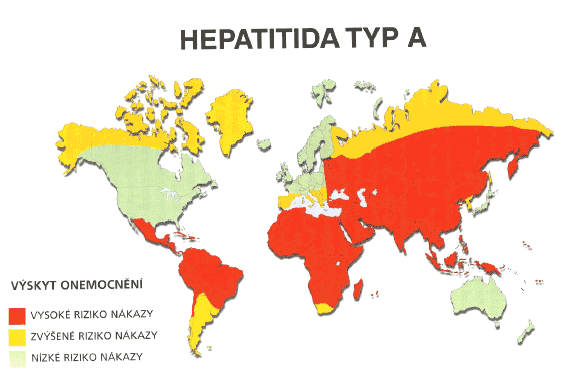 HEPATITIDA TYP A
VÝSKYT ONEMOCNĚNÍ
VYSOKÉ RIZIKO NÁKAZY
ZVÝŠENÉ RIZIKO NÁKAZY
NÍZKÉ RIZIKO NÁKAZY